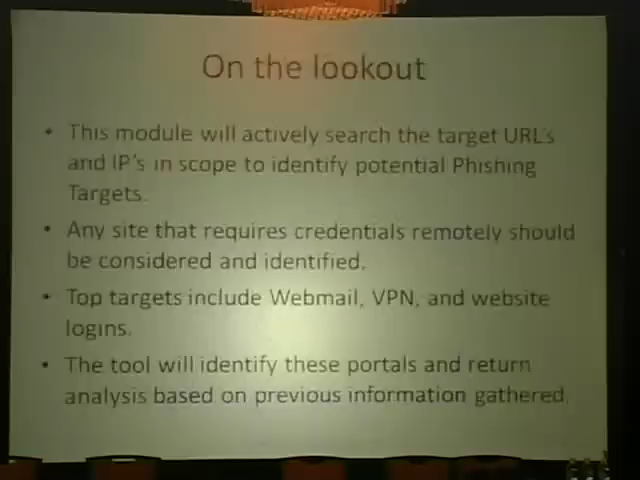 On the lookout
• This module will actively search the target URL's
and IP's in scope to identify potential Phishing
Targets.
• Any site that requires credentials remotely should
be considered and identified.
• Top targets include Webmail, VPN, and website
logins.
• The tool will identify these portals and return
analysis based on previous information gathered.